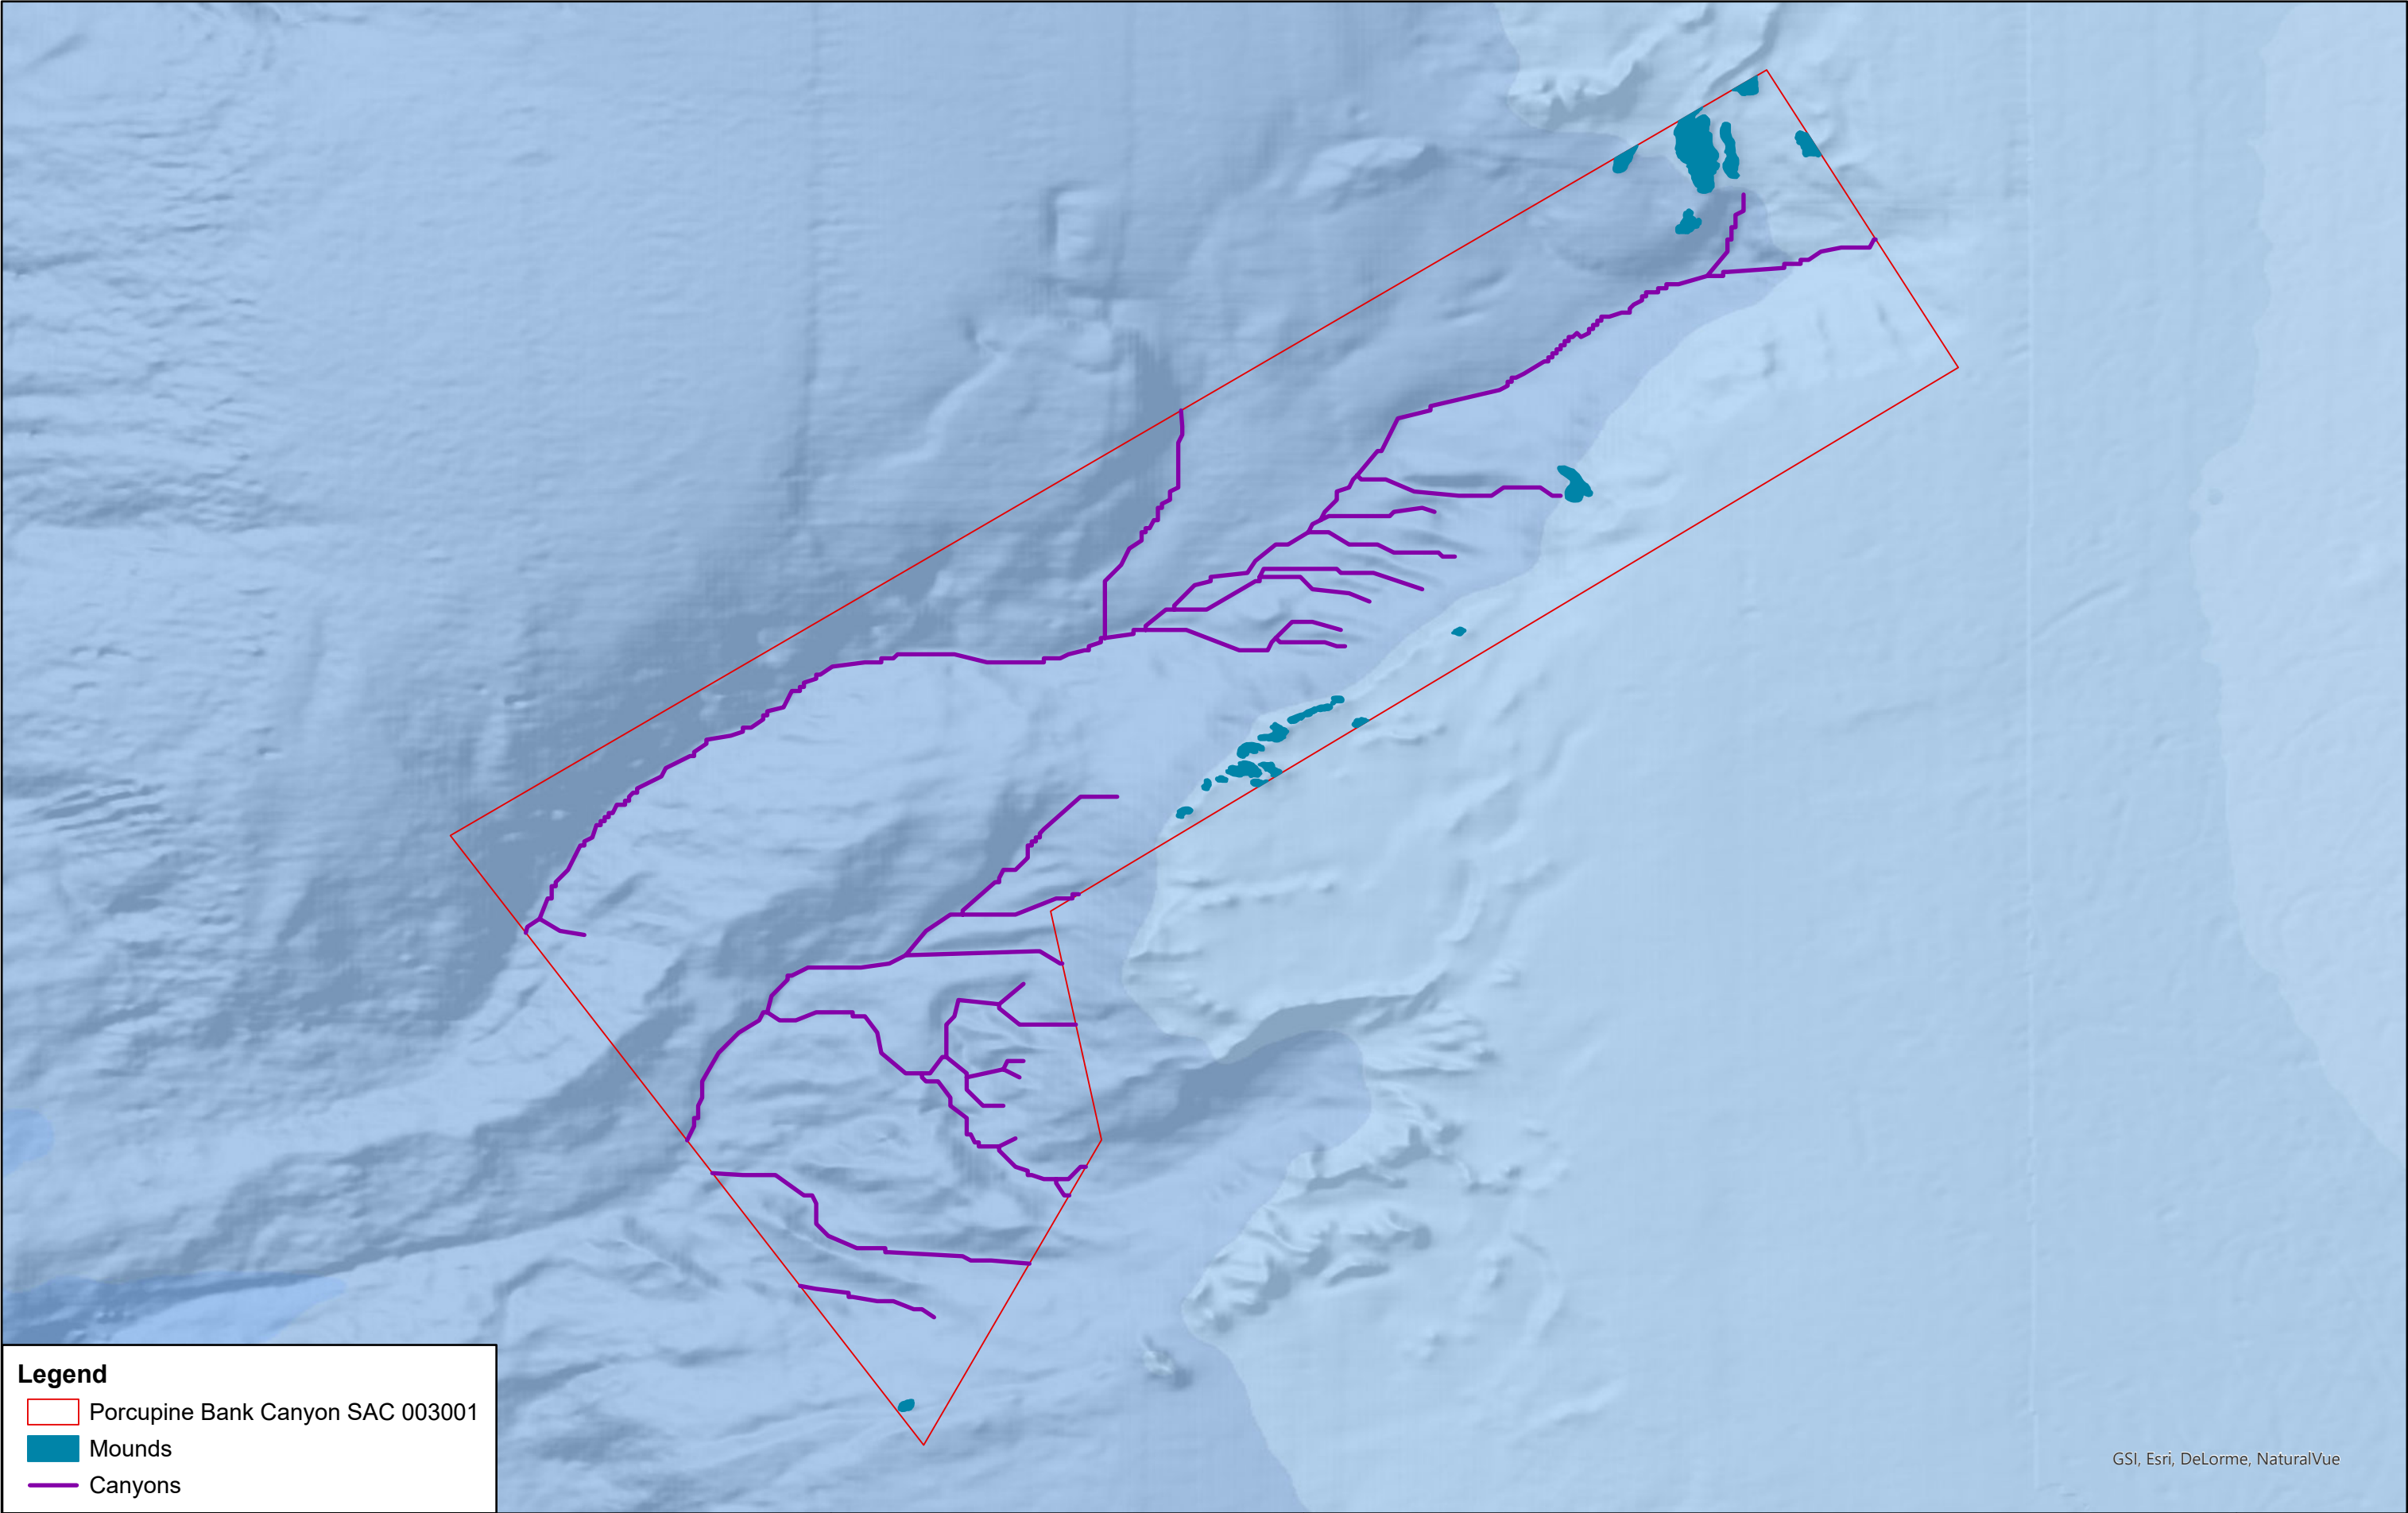 Legend
Porcupine Bank Canyon SAC 003001
Mounds
Canyons
GSI, Esri, DeLorme, NaturalVue